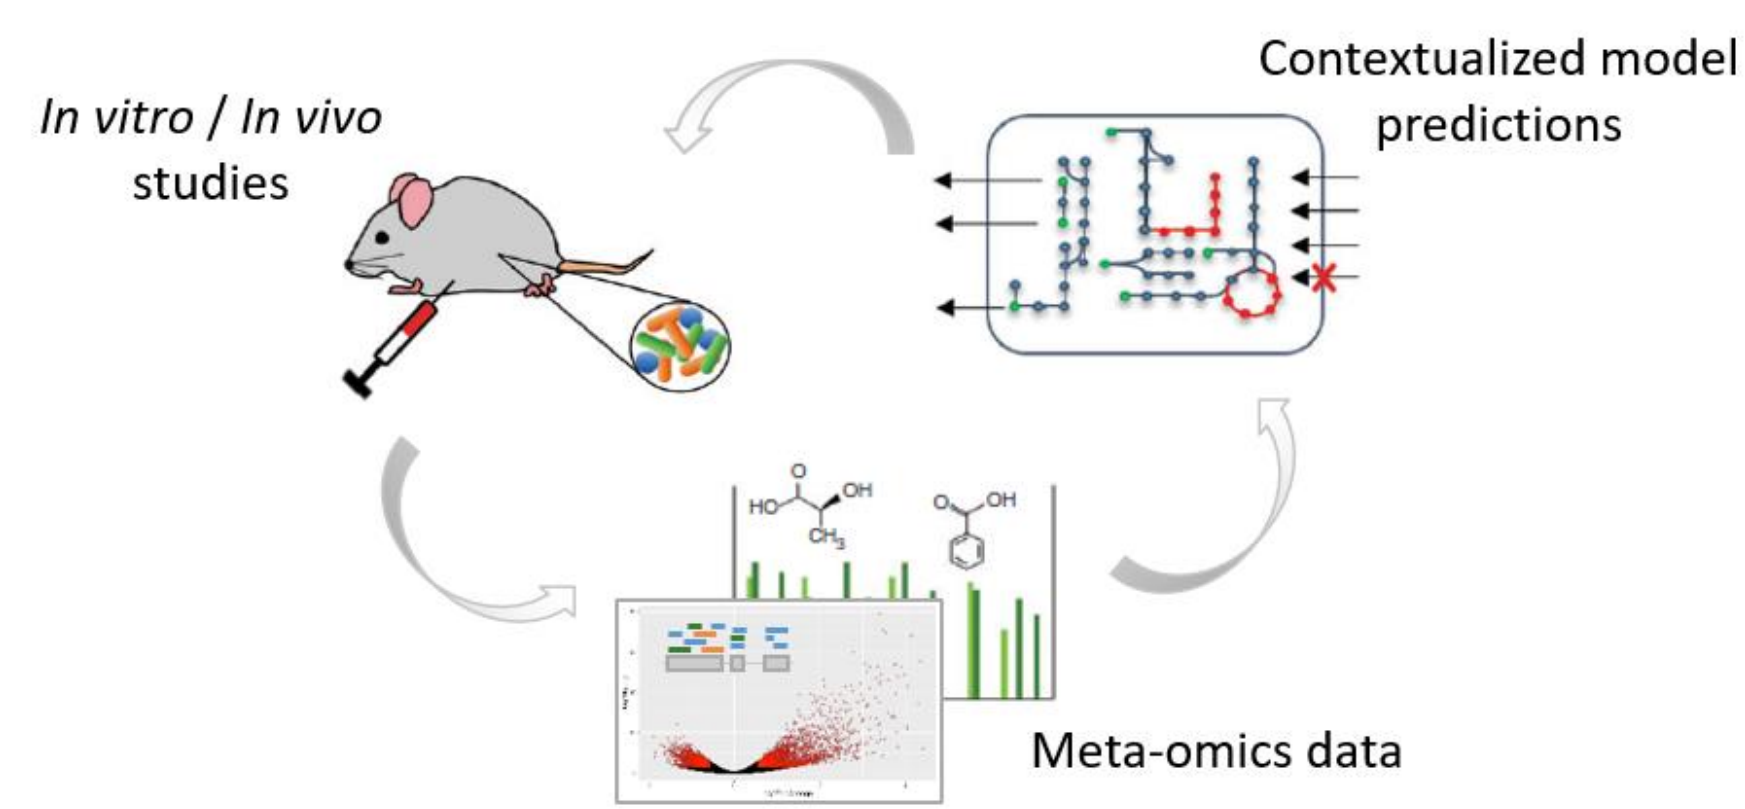 In vitro / In vivo
studies
Contextualized model
predictions
O
HO
OH
CH3
O
OH
Meta-omics data